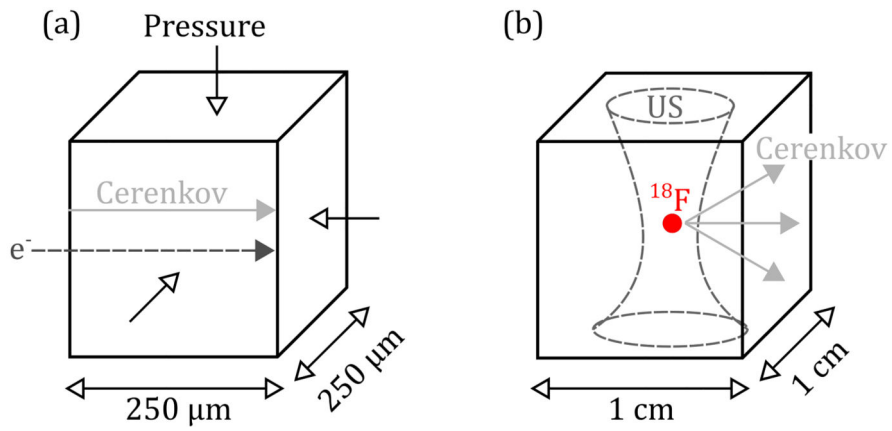 (a)
Pressure
Cerenkov
e⁻
250 μm
250 μm
(b)
US
Cerenkov
¹⁸F
1 cm
1 cm